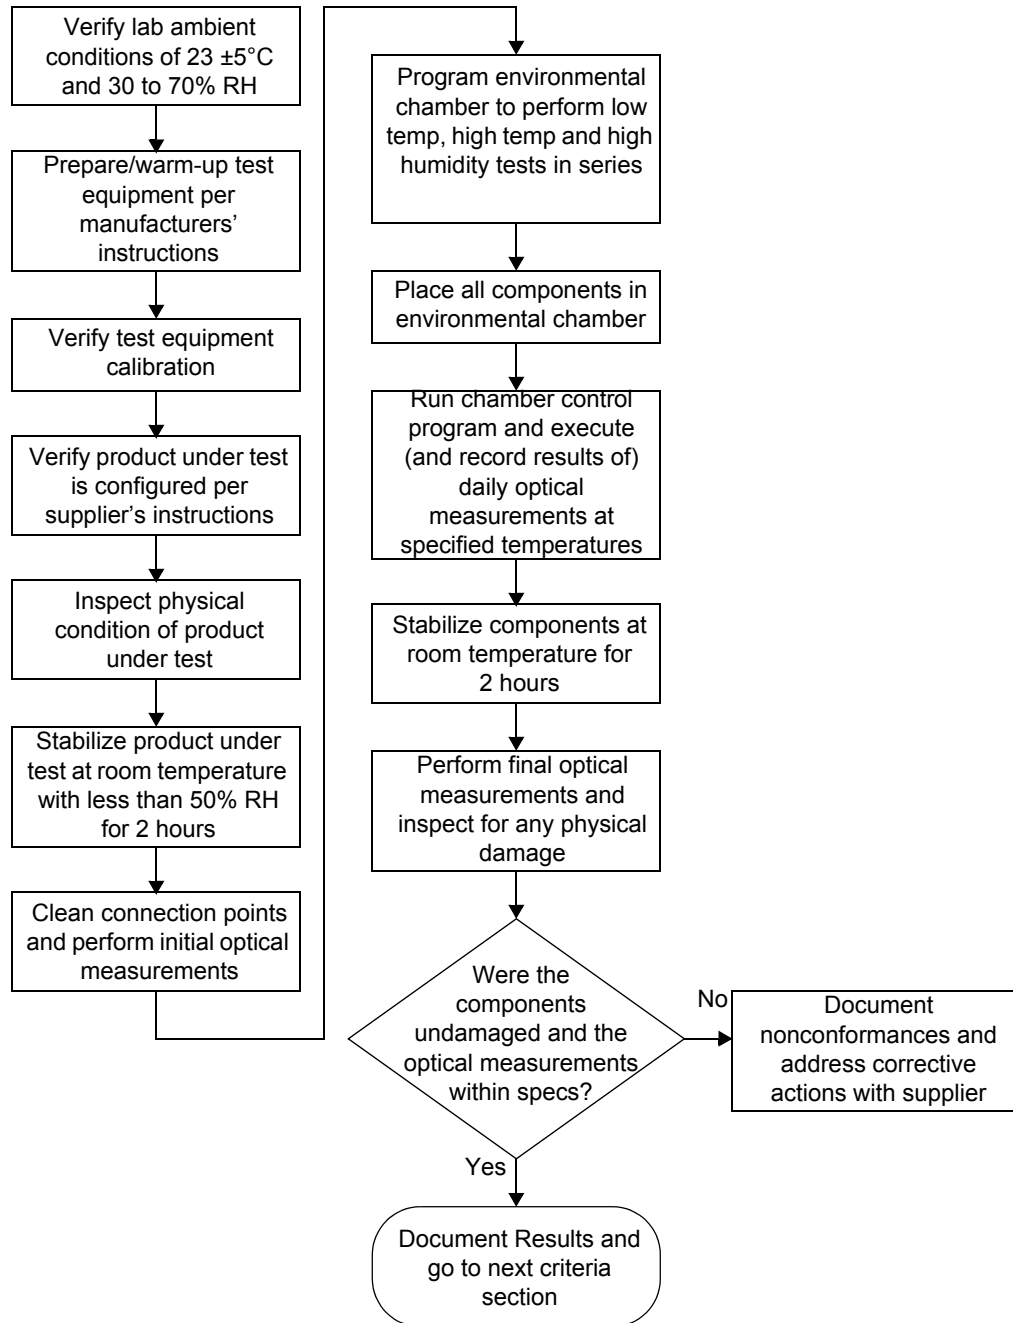 Verify lab ambient
conditions of 23 ±5°C
and 30 to 70% RH
Prepare/warm-up test
equipment per
manufacturers’
instructions
Verify test equipment
calibration
Verify product under test
is configured per
supplier’s instructions
Inspect physical
condition of product
under test
Stabilize product under
test at room temperature
with less than 50% RH
for 2 hours
Clean connection points
and perform initial optical
measurements
Program environmental
chamber to perform low
temp, high temp and high
humidity tests in series
Place all components in
environmental chamber
Run chamber control
program and execute
(and record results of)
daily optical
measurements at
specified temperatures
Stabilize components at
room temperature for
2 hours
Perform final optical
measurements and
inspect for any physical
damage
Were the
components
undamaged and the
optical measurements
within specs?
No
Document
nonconformances and
address corrective
actions with supplier
Yes
Document Results and
go to next criteria
section